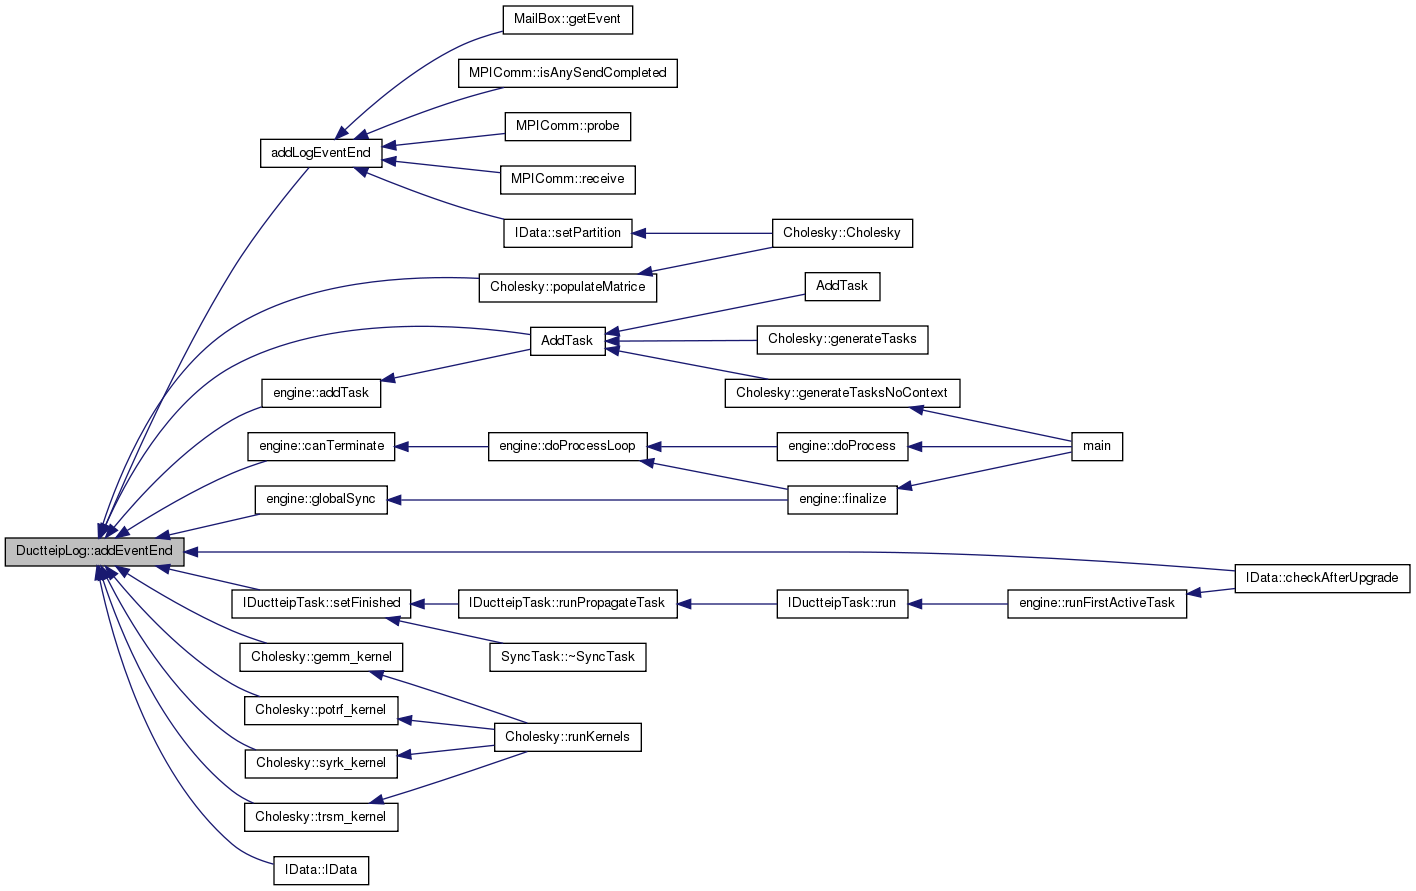 MailBox::getEvent
MPIComm::isAnySendCompleted
MPIComm::probe
addLogEventEnd
MPIComm::receive
IData::setPartition
Cholesky::Cholesky
Cholesky::populateMatrice
AddTask
AddTask
Cholesky::generateTasks
engine::addTask
Cholesky::generateTasksNoContext
engine::canTerminate
engine::doProcessLoop
engine::doProcess
main
engine::globalSync
engine::finalize
DuctteipLog::addEventEnd
IData::checkAfterUpgrade
IDuctteipTask::setFinished
IDuctteipTask::runPropagateTask
IDuctteipTask::run
engine::runFirstActiveTask
Cholesky::gemm_kernel
SyncTask::~SyncTask
Cholesky::potrf_kernel
Cholesky::runKernels
Cholesky::syrk_kernel
Cholesky::trsm_kernel
IData::IData